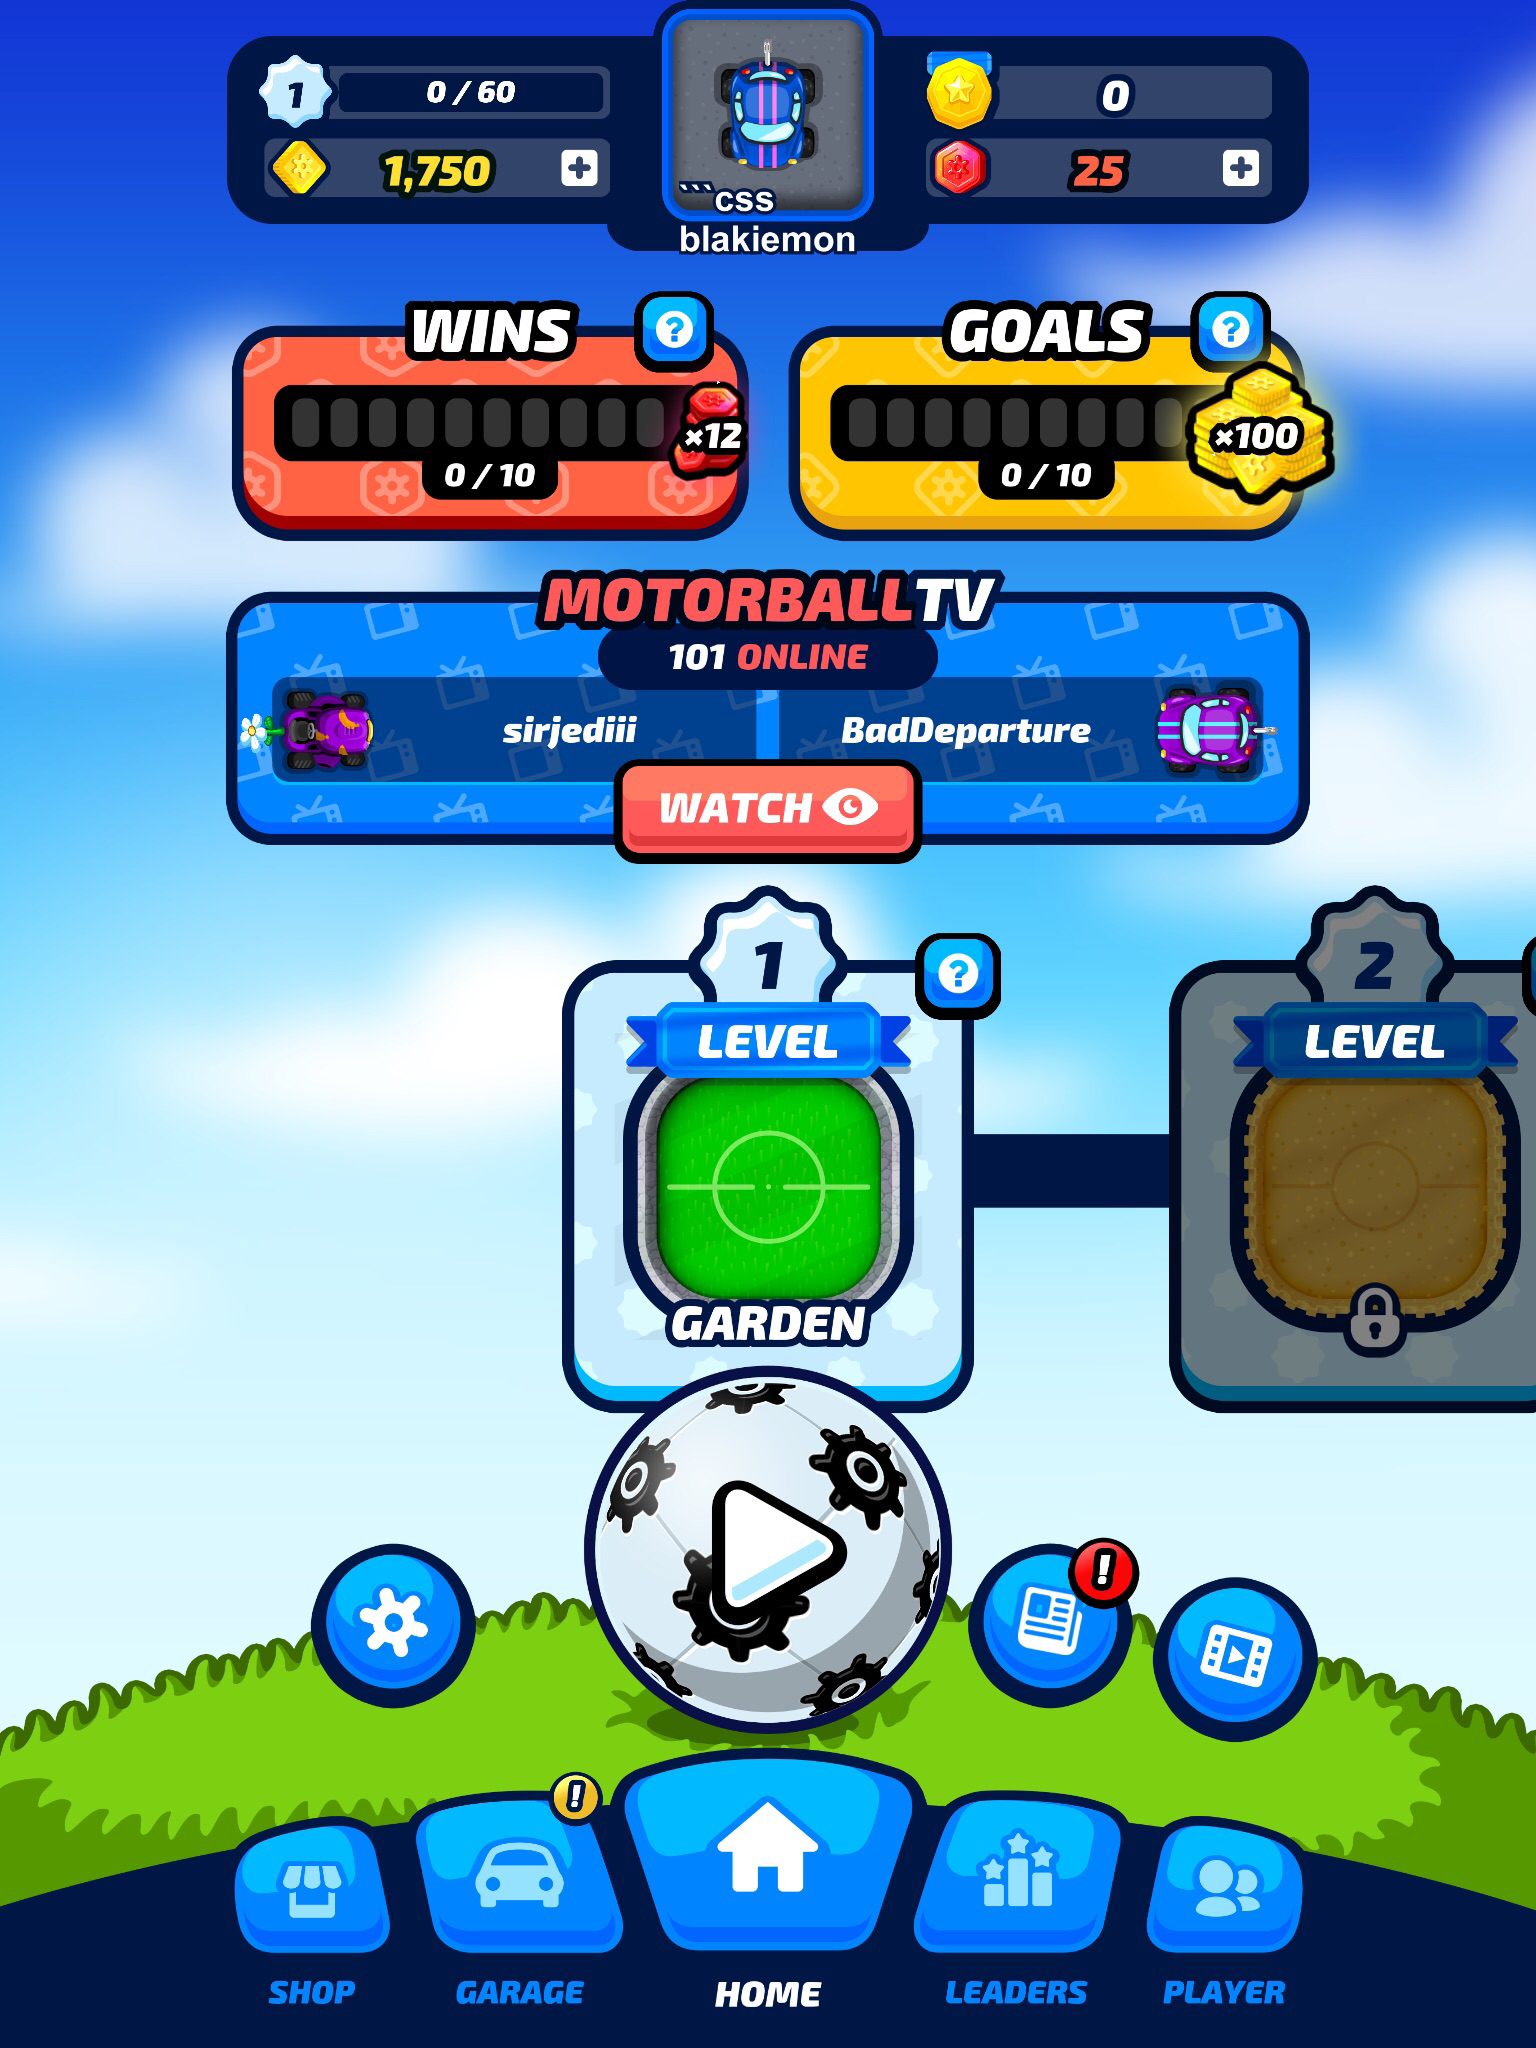 1
0 / 60
1,750
0
25
css
blakiemon
WINS
×12
0 / 10
GOALS
×100
0 / 10
MOTORBALLTV
101 ONLINE
sirjediii
BadDeparture
WATCH
1
LEVEL
GARDEN
2
LEVEL
SHOP
GARAGE
HOME
LEADERS
PLAYER